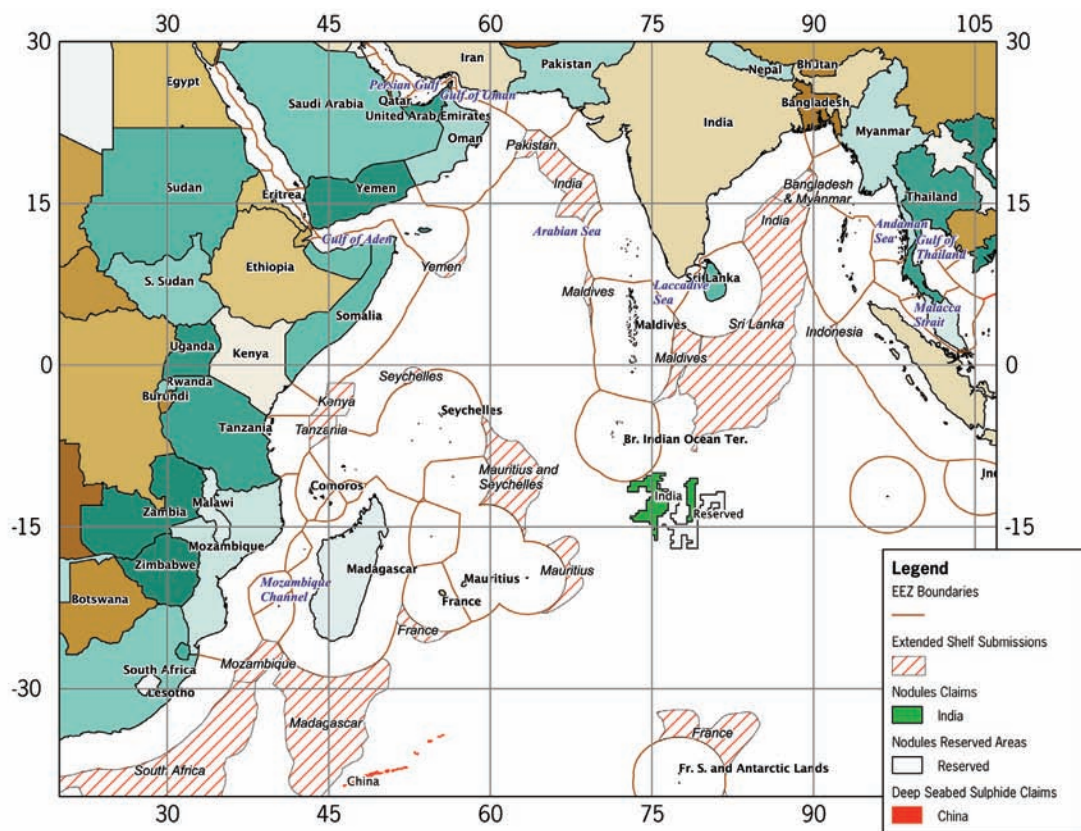 30 45 60 75 90 105
30 30
Iran
Pakistan
Nepal
Bhutan
Egypt
Persian Gulf
Gulf of Oman
Qatar
Saudi Arabia
United Arab Emirates
Bangladesh
India
Oman
Myanmar
Pakistan
Sudan
Eritrea
Yemen
India
Bangladesh
& Myanmar
Thailand
15 15
India
Gulf of Aden
Arabian Sea
Andaman
Sea
Gulf of
Thailand
Yemen
Ethiopia
S. Sudan
Maldives
Laccadive
Sea
Sri Lanka
Somalia
Malacca
Strait
Uganda
Kenya
Maldives
Sri Lanka
Indonesia
0 0
Seychelles
Maldives
Rwanda
Burundi
Kenya
Seychelles
Tanzania
Tanzania
Br. Indian Ocean Ter.
Mauritius and
Seychelles
Comoros
India
Malawi
Zambia
Reserved
-15 -15
Mozambique
Zimbabwe
Madagascar
Mauritius
Mauritius
Mozambique
Channel
Botswana
France
France
Mozambique
South Africa
Lesotho
-30
Madagascar
France
South Africa
China
Fr. S. and Antarctic Lands
30 45 60 75
Legend
EEZ Boundaries
Extended Shelf Submissions
Nodules Claims
India
Nodules Reserved Areas
Reserved
Deep Seabed Sulphide Claims
China